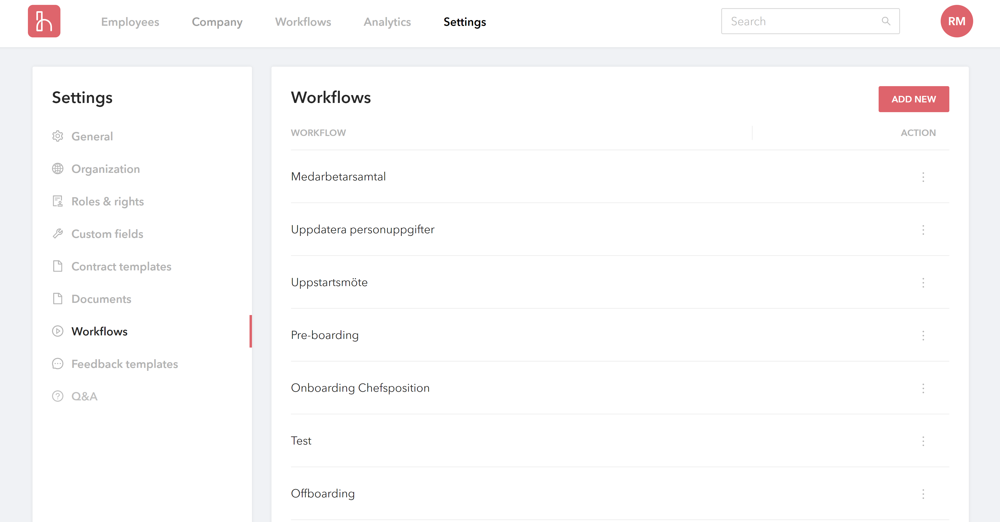 Employees Company Workflows Analytics Settings Search RM
Settings
General
Organization
Roles & rights
Custom fields
Contract templates
Documents
Workflows
Feedback templates
Q&A
Workflows ADD NEW
WORKFLOW ACTION
Medarbetarsamtal
Uppdatera personuppgifter
Uppstartsmöte
Pre-boarding
Onboarding Chefsposition
Test
Offboarding